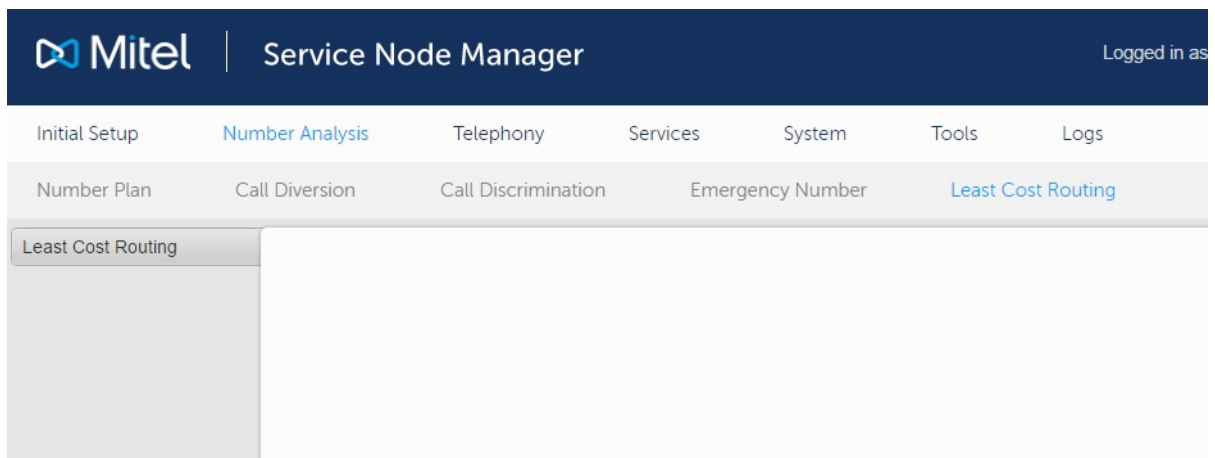 Mitel Service Node Manager Logged in as
Initial Setup Number Analysis Telephony Services System Tools Logs
Number Plan Call Diversion Call Discrimination Emergency Number Least Cost Routing
Least Cost Routing